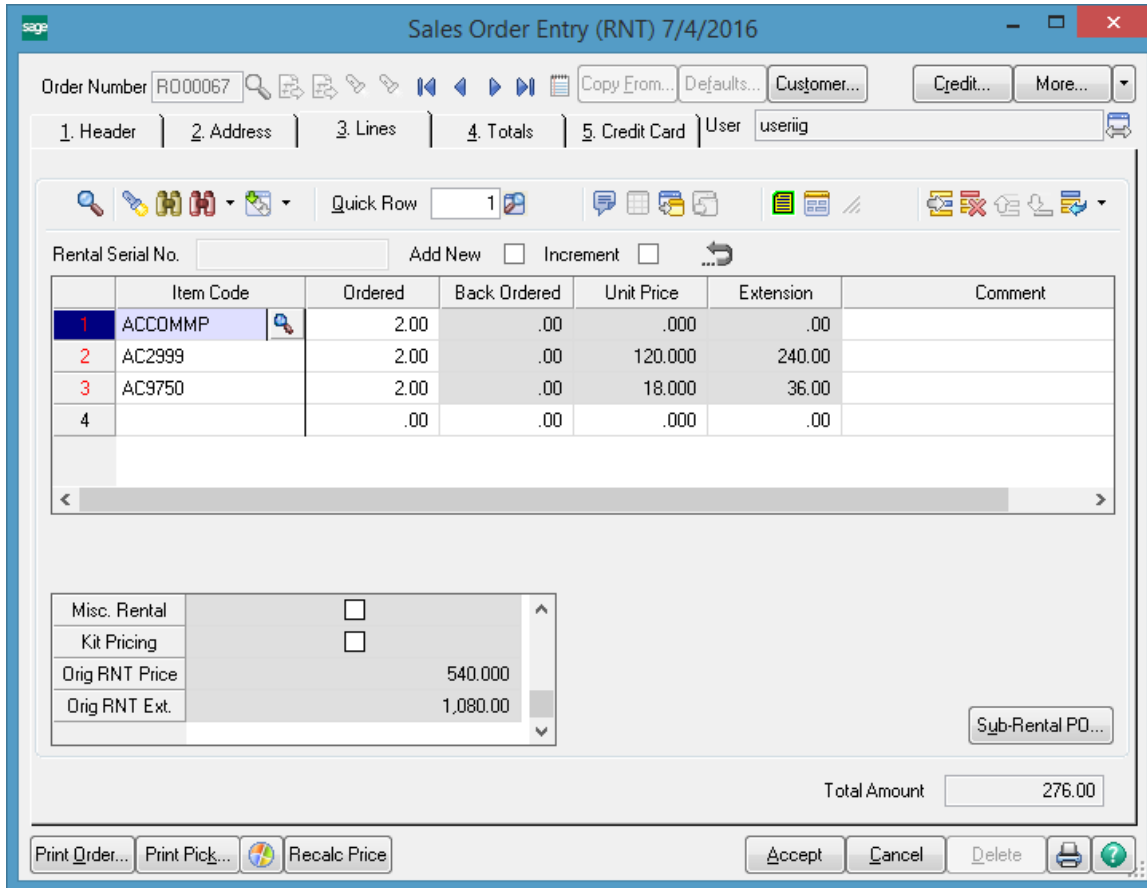 sage
Sales Order Entry (RNT) 7/4/2016
Order Number RO00067 Copy From... Defaults... Customer... Credit... More...
1. Header 2. Address 3. Lines 4. Totals 5. Credit Card User useriig
Quick Row 1
Rental Serial No. Add New Increment
Item Code Ordered Back Ordered Unit Price Extension Comment
1 ACCOMMP 2.00 .00 .000 .00
2 AC2999 2.00 .00 120.000 240.00
3 AC9750 2.00 .00 18.000 36.00
4 .00 .00 .000 .00
Misc. Rental
Kit Pricing
Orig RNT Price 540.000
Orig RNT Ext. 1,080.00
Sub-Rental PO...
Total Amount 276.00
Print Order... Print Pick... Recalc Price Accept Cancel Delete